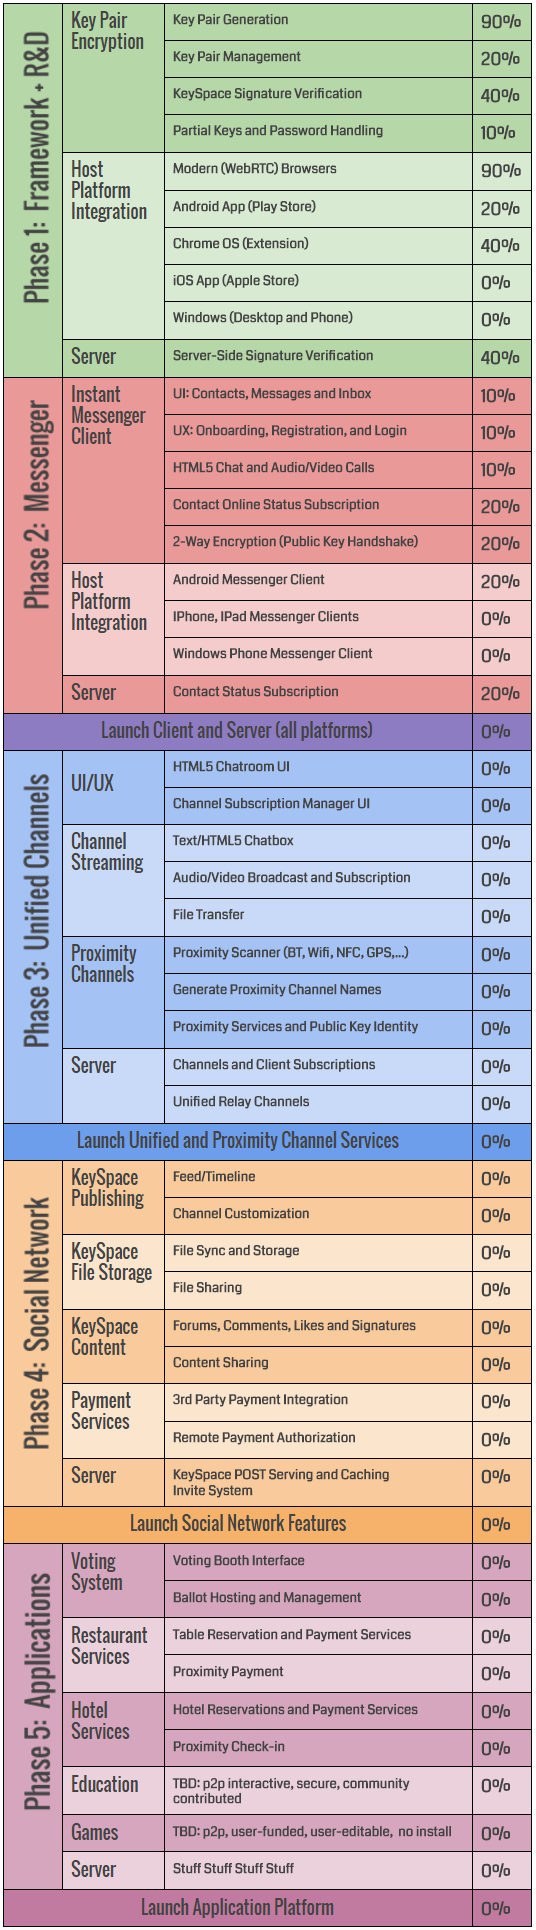 Phase 1: Framework + R&D
Key Pair
Encryption
Key Pair Generation
90%
Key Pair Management
20%
KeySpace Signature Verification
40%
Partial Keys and Password Handling
10%
Host
Platform
Integration
Modern (WebRTC) Browsers
90%
Android App (Play Store)
20%
Chrome OS (Extension)
40%
iOS App (Apple Store)
0%
Windows (Desktop and Phone)
0%
Server
Server-Side Signature Verification
40%
Phase 2: Messenger
Instant
Messenger
Client
UI: Contacts, Messages and Inbox
10%
UX: Onboarding, Registration, and Login
10%
HTML5 Chat and Audio/Video Calls
10%
Contact Online Status Subscription
20%
2-Way Encryption (Public Key Handshake)
20%
Host
Platform
Integration
Android Messenger Client
20%
IPhone, IPad Messenger Clients
0%
Windows Phone Messenger Client
0%
Server
Contact Status Subscription
20%
Launch Client and Server (all platforms)
0%
Phase 3: Unified Channels
UI/UX
HTML5 Chatroom UI
0%
Channel Subscription Manager UI
0%
Channel
Streaming
Text/HTML5 Chatbox
0%
Audio/Video Broadcast and Subscription
0%
File Transfer
0%
Proximity
Channels
Proximity Scanner (BT, Wifi, NFC, GPS,...)
0%
Generate Proximity Channel Names
0%
Proximity Services and Public Key Identity
0%
Server
Channels and Client Subscriptions
0%
Unified Relay Channels
0%
Launch Unified and Proximity Channel Services
0%
Phase 4: Social Network
KeySpace
Publishing
Feed/Timeline
0%
Channel Customization
0%
KeySpace
File Storage
File Sync and Storage
0%
File Sharing
0%
KeySpace
Content
Forums, Comments, Likes and Signatures
0%
Content Sharing
0%
Payment
Services
3rd Party Payment Integration
0%
Remote Payment Authorization
0%
Server
KeySpace POST Serving and Caching
Invite System
0%
Launch Social Network Features
0%
Phase 5: Applications
Voting
System
Voting Booth Interface
0%
Ballot Hosting and Management
0%
Restaurant
Services
Table Reservation and Payment Services
0%
Proximity Payment
0%
Hotel
Services
Hotel Reservations and Payment Services
0%
Proximity Check-in
0%
Education
TBD: p2p interactive, secure, community
contributed
0%
Games
TBD: p2p, user-funded, user-editable, no install
0%
Server
Stuff Stuff Stuff Stuff
0%
Launch Application Platform
0%